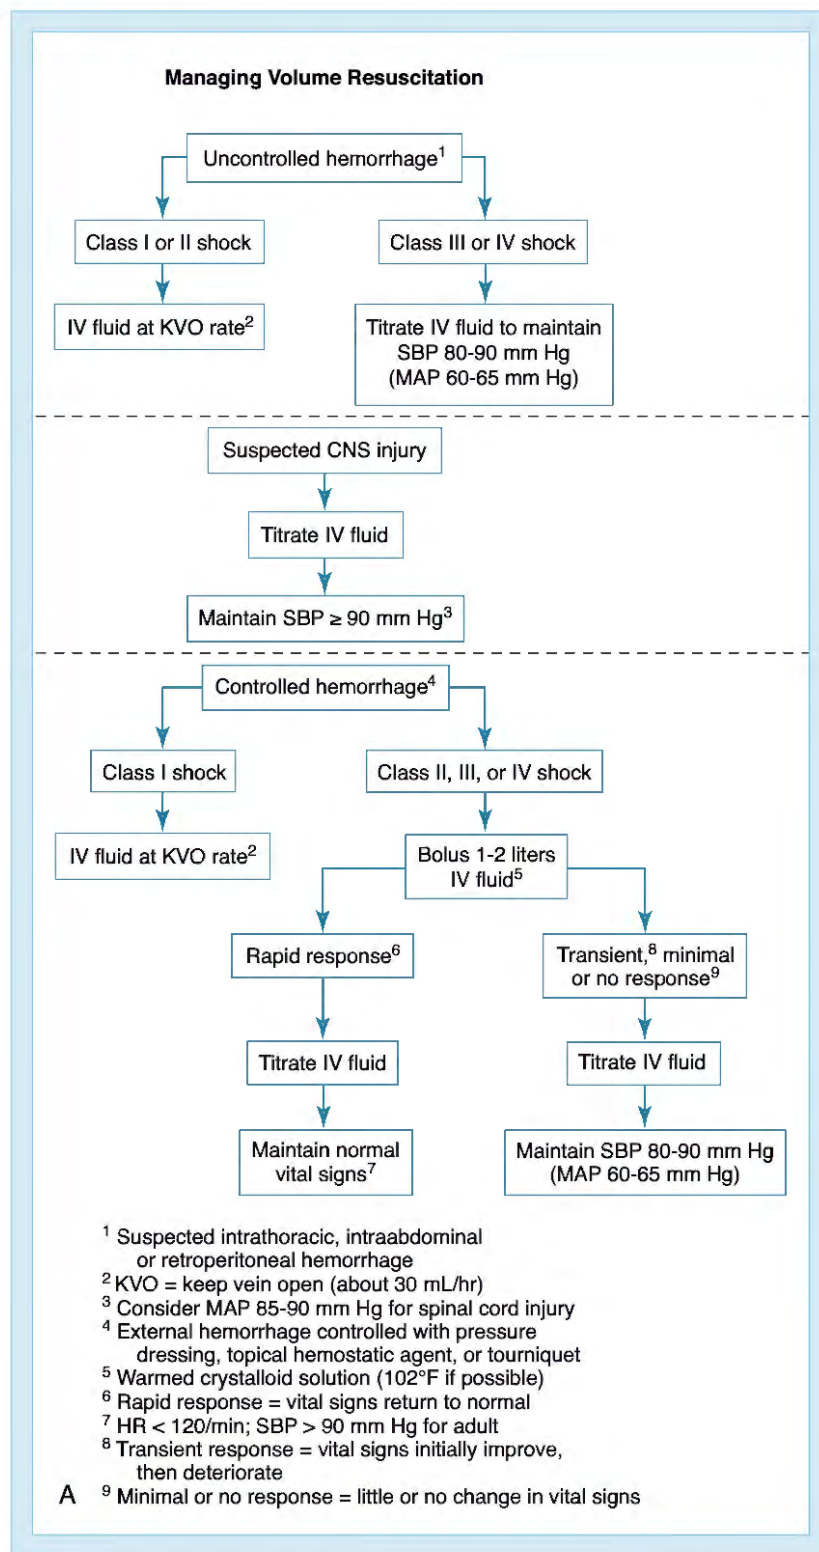 Managing Volume Resuscitation
Uncontrolled hemorrhage¹
Class I or II shock
Class III or IV shock
IV fluid at KVO rate²
Titrate IV fluid to maintain
SBP 80-90 mm Hg
(MAP 60-65 mm Hg)
Suspected CNS injury
Titrate IV fluid
Maintain SBP ≥ 90 mm Hg³
Controlled hemorrhage⁴
Class I shock
Class II, III, or IV shock
IV fluid at KVO rate²
Bolus 1-2 liters
IV fluid⁵
Rapid response⁶
Transient,⁸ minimal
or no response⁹
Titrate IV fluid
Titrate IV fluid
Maintain normal
vital signs⁷
Maintain SBP 80-90 mm Hg
(MAP 60-65 mm Hg)
¹ Suspected intrathoracic, intraabdominal
or retroperitoneal hemorrhage
² KVO = keep vein open (about 30 mL/hr)
³ Consider MAP 85-90 mm Hg for spinal cord injury
⁴ External hemorrhage controlled with pressure
dressing, topical hemostatic agent, or tourniquet
⁵ Warmed crystalloid solution (102°F if possible)
⁶ Rapid response = vital signs return to normal
⁷ HR < 120/min; SBP > 90 mm Hg for adult
⁸ Transient response = vital signs initially improve,
then deteriorate
A ⁹ Minimal or no response = little or no change in vital signs